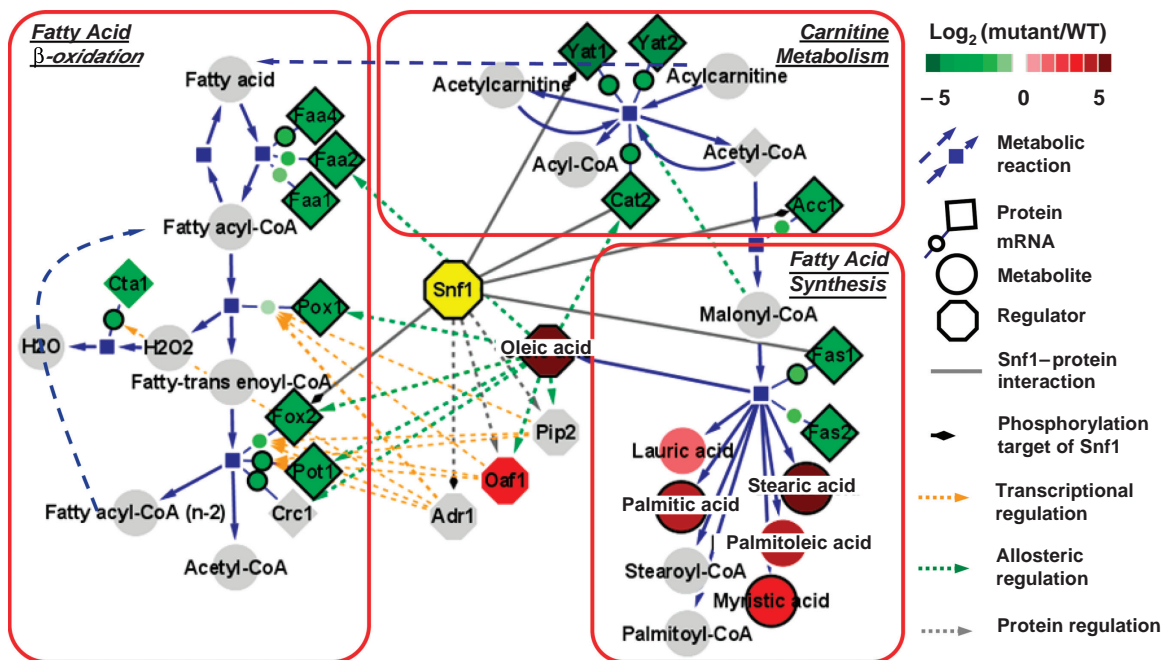 Fatty Acid
β-oxidation
Fatty acid
Faa4
Faa2
Faa1
Fatty acyl-CoA
Cta1
Pox1
H2O
H2O2
Fatty-trans enoyl-CoA
Fox2
Pot1
Crc1
Fatty acyl-CoA (n-2)
Acetyl-CoA
Carnitine
Metabolism
Yat1
Yat2
Acetylcarnitine
Acylcarnitine
Acyl-CoA
Acetyl-CoA
Cat2
Acc1
Snf1
Oleic acid
Pip2
Oaf1
Adr1
Fatty Acid
Synthesis
Malonyl-CoA
Fas1
Fas2
Lauric acid
Stearic acid
Palmitic acid
Palmitoleic acid
Stearoyl-CoA
Myristic acid
Palmitoyl-CoA
Log2 (mutant/WT)
– 5 0 5
Metabolic
reaction
Protein
mRNA
Metabolite
Regulator
Snf1–protein
interaction
Phosphorylation
target of Snf1
Transcriptional
regulation
Allosteric
regulation
Protein regulation